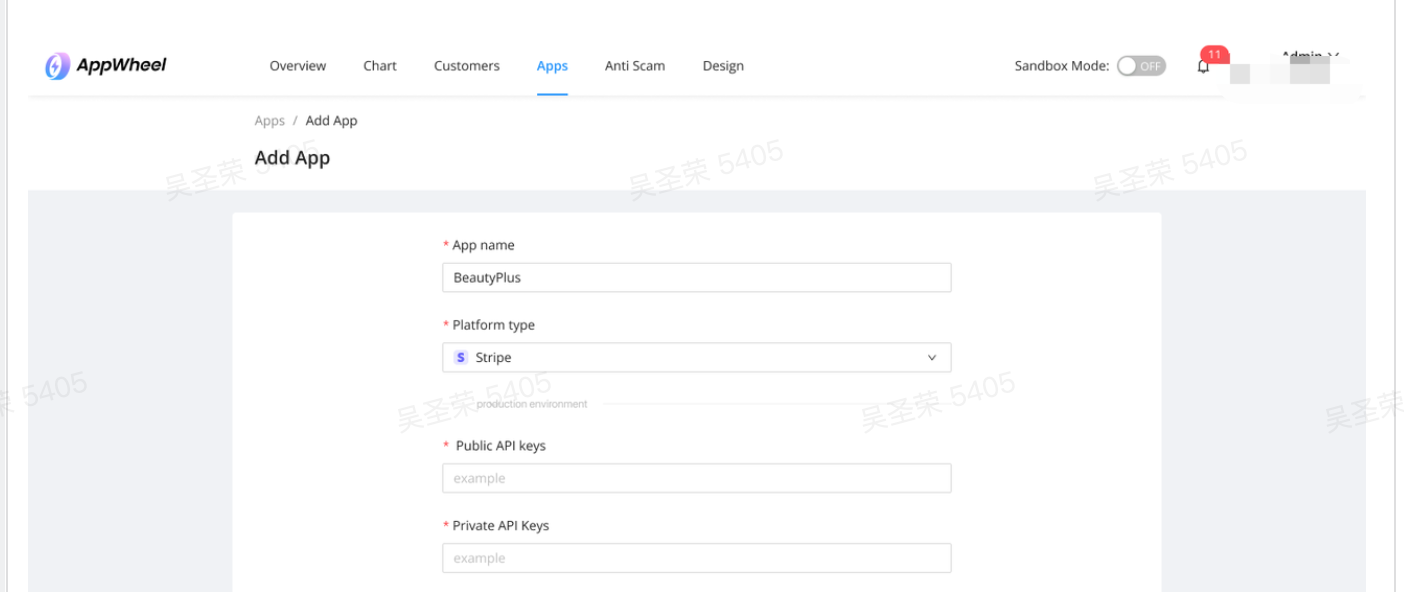 AppWheel Overview Chart Customers Apps Anti Scam Design Sandbox Mode: OFF 11 Admin
Apps / Add App
Add App
吴圣荣 5405
吴圣荣 5405
吴圣荣 5405
* App name
BeautyPlus
* Platform type
S Stripe
荣 5405
吴圣荣 5405
吴圣荣 5405
吴圣荣
production environment
* Public API keys
example
* Private API Keys
example